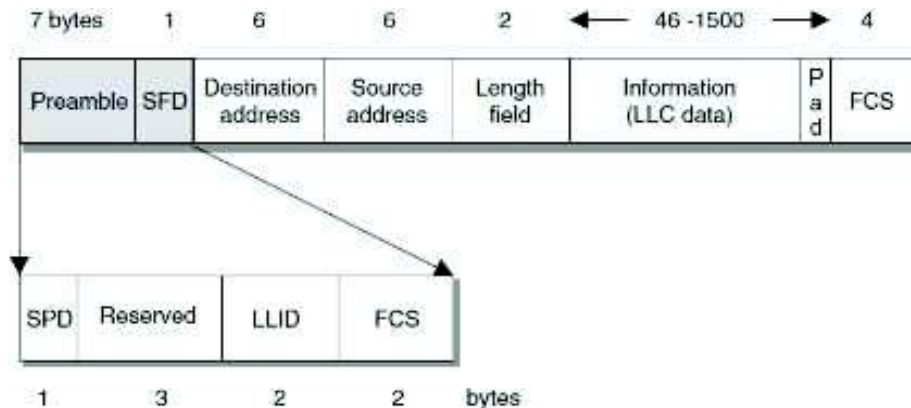 7 bytes 1 6 6 2 46 -1500 4
Preamble SFD Destination address Source address Length field Information (LLC data) Pad FCS
SPD Reserved LLID FCS
1 3 2 2 bytes